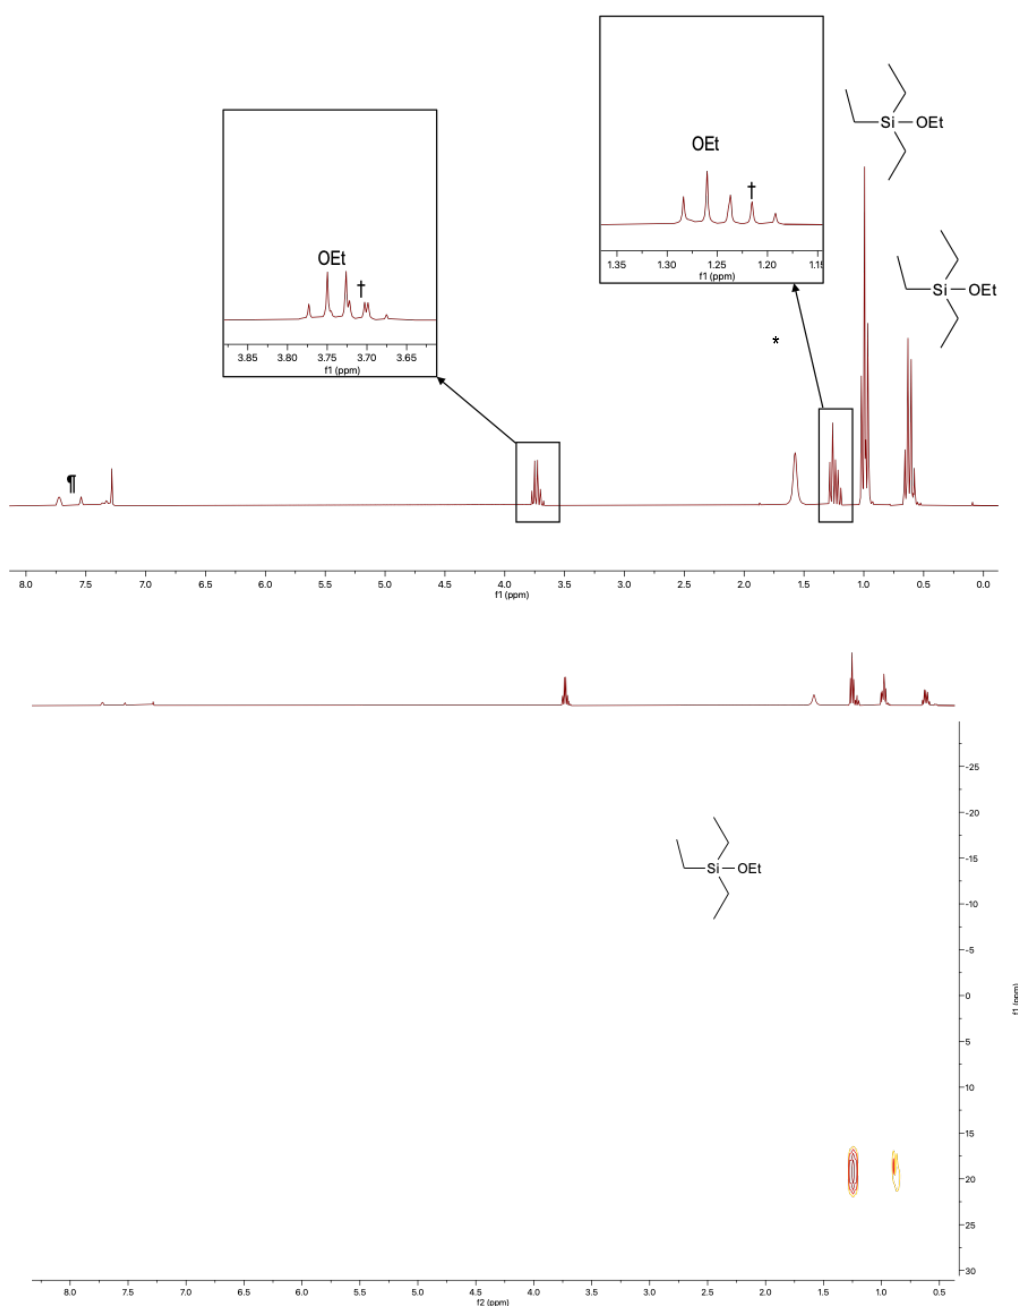 OEt
†
1.35 1.30 1.25 1.20 1.15
f1 (ppm)
Si OEt
OEt
†
3.85 3.80 3.75 3.70 3.65
f1 (ppm)
Si OEt
*
¶
8.0 7.5 7.0 6.5 6.0 5.5 5.0 4.5 4.0 3.5 3.0 2.5 2.0 1.5 1.0 0.5 0.0
f1 (ppm)
-25
-20
-15
Si OEt
-10
-5
0
f1 (ppm)
5
10
15
20
25
30
8.0 7.5 7.0 6.5 6.0 5.5 5.0 4.5 4.0 3.5 3.0 2.5 2.0 1.5 1.0 0.5
f2 (ppm)